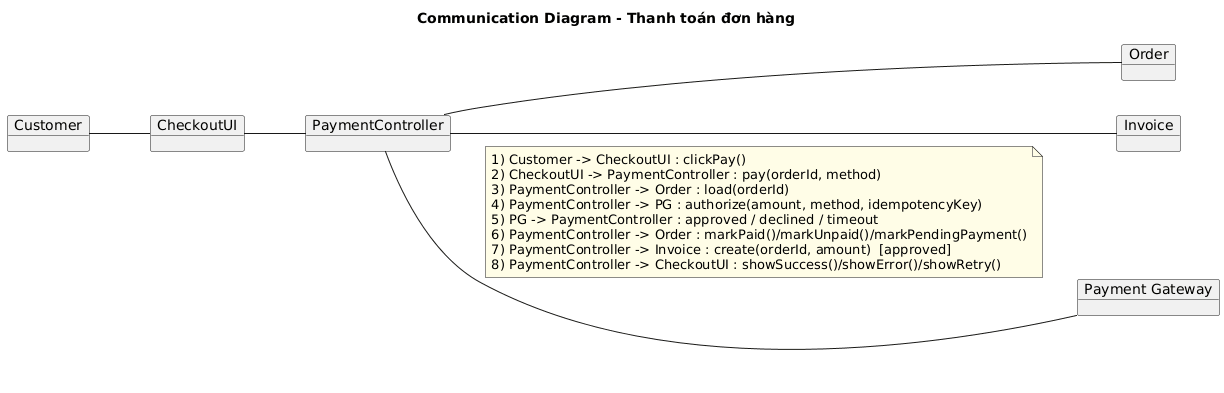 Communication Diagram - Thanh toán đơn hàng
Order
Customer
CheckoutUI
PaymentController
Invoice
1) Customer -> CheckoutUI : clickPay()
2) CheckoutUI -> PaymentController : pay(orderId, method)
3) PaymentController -> Order : load(orderId)
4) PaymentController -> PG : authorize(amount, method, idempotencyKey)
5) PG -> PaymentController : approved / declined / timeout
6) PaymentController -> Order : markPaid()/markUnpaid()/markPendingPayment()
7) PaymentController -> Invoice : create(orderId, amount)  [approved]
8) PaymentController -> CheckoutUI : showSuccess()/showError()/showRetry()
Payment Gateway